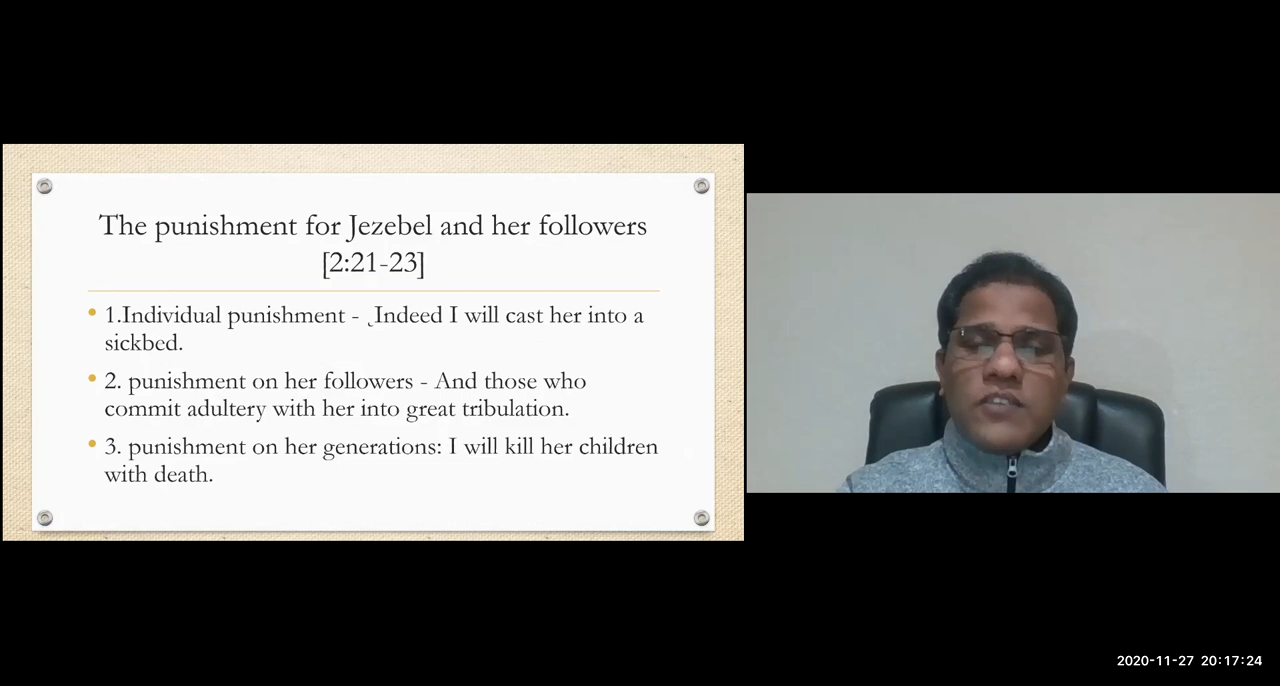 The punishment for Jezebel and her followers
[2:21-23]
• 1.Individual punishment - ˛Indeed I will cast her into a
sickbed.
• 2. punishment on her followers - And those who
commit adultery with her into great tribulation.
• 3. punishment on her generations: I will kill her children
with death.
2020-11-27 20:17:24